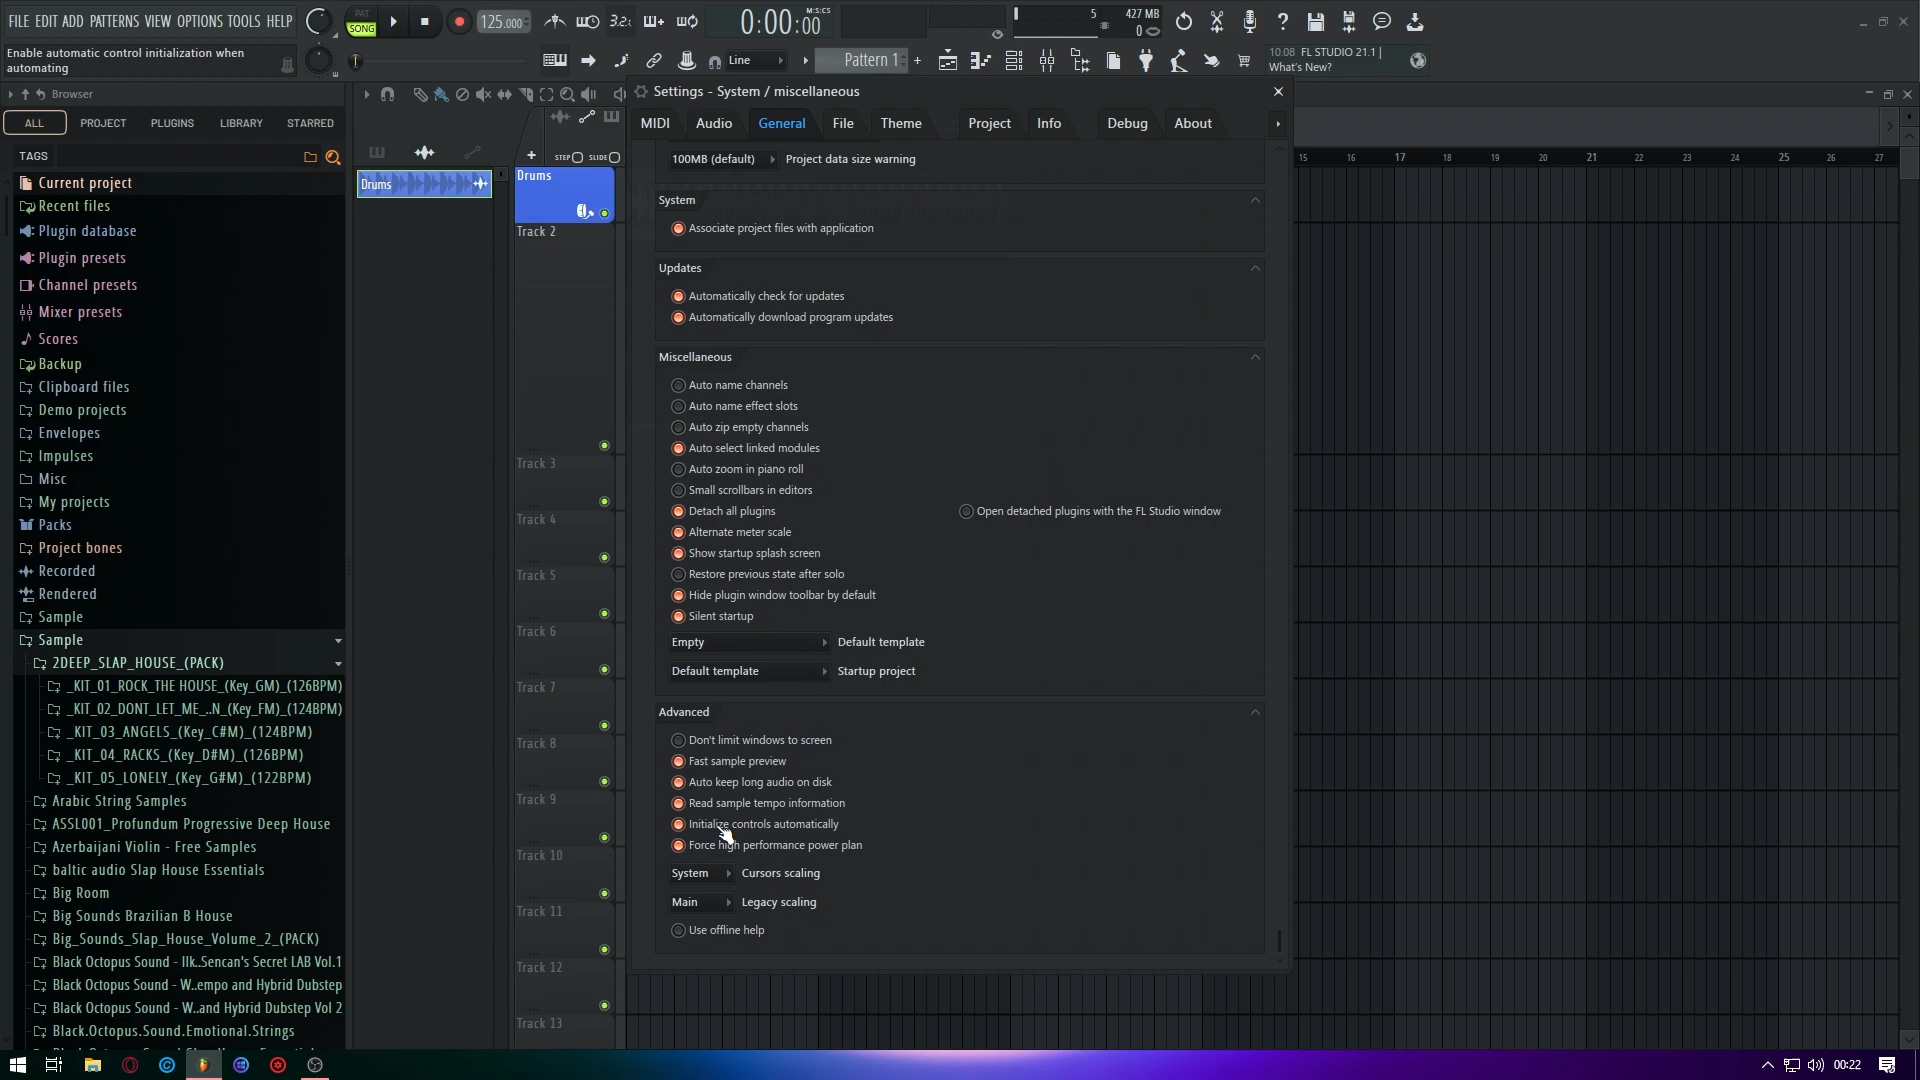 FILE EDIT ADD PATTERNS VIEW OPTIONS TOOLS HELP
PAT
SONG
125.000
3.2.
0:00:00
M:S:CS
5
427 MB
0
Enable automatic control initialization when
automating
Line
Pattern 1
10.08 FL STUDIO 21.1 |
What's New?
Browser
ALL
PROJECT
PLUGINS
LIBRARY
STARRED
TAGS
Current project
Recent files
Plugin database
Plugin presets
Channel presets
Mixer presets
Scores
Backup
Clipboard files
Demo projects
Envelopes
Impulses
Misc
My projects
Packs
Project bones
Recorded
Rendered
Sample
Sample
2DEEP_SLAP_HOUSE_(PACK)
_KIT_01_ROCK_THE HOUSE_(Key_GM)_(126BPM)
_KIT_02_DONT_LET_ME_..N_(Key_FM)_(124BPM)
_KIT_03_ANGELS_(Key_C#M)_(124BPM)
_KIT_04_RACKS_(Key_D#M)_(126BPM)
_KIT_05_LONELY_(Key_G#M)_(122BPM)
Arabic String Samples
ASSL001_Profundum Progressive Deep House
Azerbaijani Violin - Free Samples
baltic audio Slap House Essentials
Big Room
Big Sounds Brazilian B House
Big_Sounds_Slap_House_Volume_2_(PACK)
Black Octopus Sound - Ilk..Sencan's Secret LAB Vol.1
Black Octopus Sound - W..empo and Hybrid Dubstep
Black Octopus Sound - W..and Hybrid Dubstep Vol 2
Black.Octopus.Sound.Emotional.Strings
Drums
STEP
SLIDE
Drums
Track 2
Track 3
Track 4
Track 5
Track 6
Track 7
Track 8
Track 9
Track 10
Track 11
Track 12
Track 13
Settings - System / miscellaneous
MIDI
Audio
General
File
Theme
Project
Info
Debug
About
100MB (default)
Project data size warning
System
Associate project files with application
Updates
Automatically check for updates
Automatically download program updates
Miscellaneous
Auto name channels
Auto name effect slots
Auto zip empty channels
Auto select linked modules
Auto zoom in piano roll
Small scrollbars in editors
Detach all plugins
Open detached plugins with the FL Studio window
Alternate meter scale
Show startup splash screen
Restore previous state after solo
Hide plugin window toolbar by default
Silent startup
Empty
Default template
Default template
Startup project
Advanced
Don't limit windows to screen
Fast sample preview
Auto keep long audio on disk
Read sample tempo information
Initialize controls automatically
Force high performance power plan
System
Cursors scaling
Main
Legacy scaling
Use offline help
15 16 17 18 19 20 21 22 23 24 25 26 27
00:22